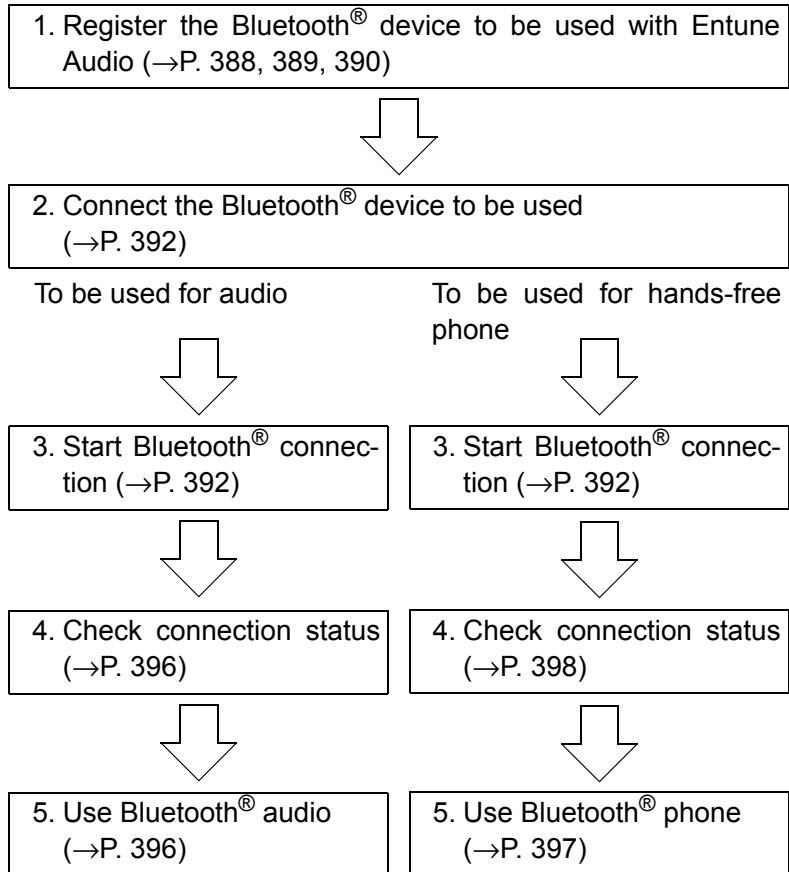 1. Register the Bluetooth® device to be used with Entune
Audio (→P. 388, 389, 390)
2. Connect the Bluetooth® device to be used
(→P. 392)
To be used for audio
To be used for hands-free
phone
3. Start Bluetooth® connec-
tion (→P. 392)
3. Start Bluetooth® connec-
tion (→P. 392)
4. Check connection status
(→P. 396)
4. Check connection status
(→P. 398)
5. Use Bluetooth® audio
(→P. 396)
5. Use Bluetooth® phone
(→P. 397)